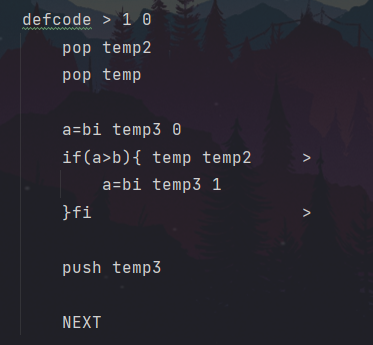 defcode > 1 0
pop temp2
pop temp
a=bi temp3 0
if(a>b){ temp temp2 >
a=bi temp3 1
}fi >
push temp3
NEXT